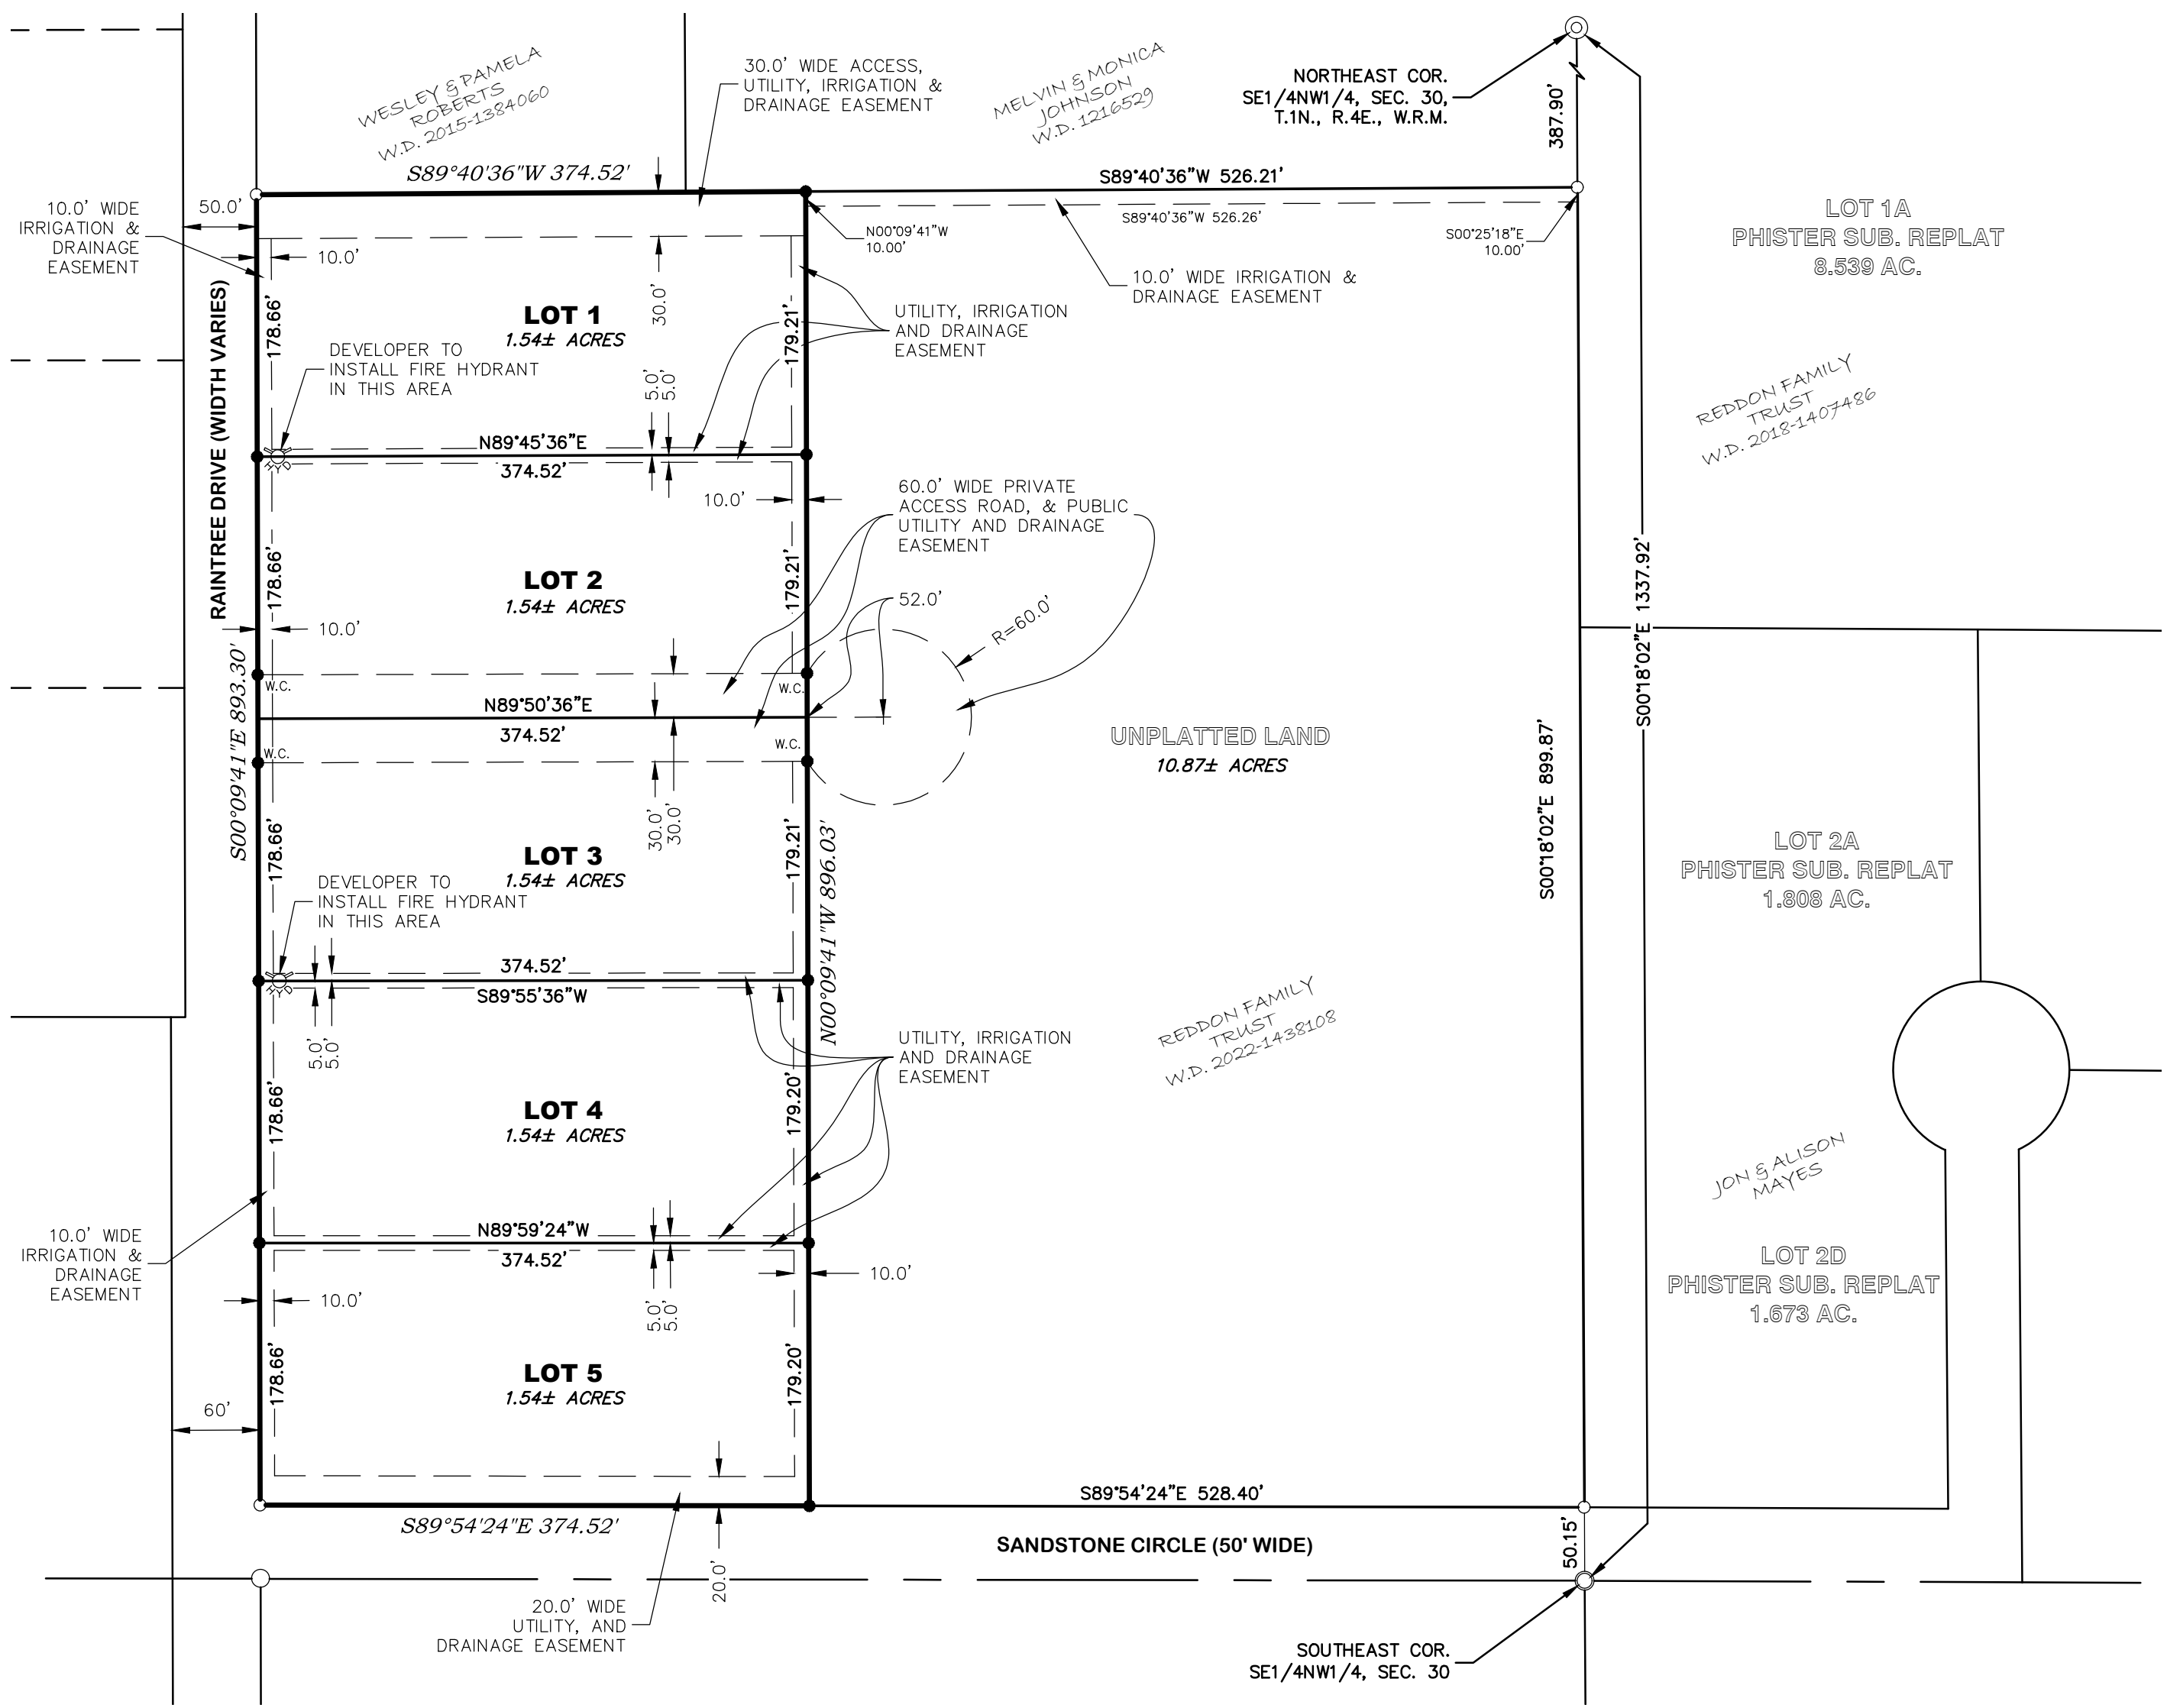 WESLEY & PAMELA
ROBERTS
W.D. 2015-1384060
30.0' WIDE ACCESS,
UTILITY, IRRIGATION &
DRAINAGE EASEMENT
MELVIN & MONICA
JOHNSON
W.D. 1216529
NORTHEAST COR.
SE1/4NW1/4, SEC. 30,
T.1N., R.4E., W.R.M.
387.90'
S89°40'36"W 374.52'
S89°40'36"W 526.21'
S89°40'36"W 526.26'
10.0' WIDE
IRRIGATION &
DRAINAGE
EASEMENT
50.0'
10.0'
N00°09'41"W
10.00'
S00°25'18"E
10.00'
LOT 1A
PHISTER SUB. REPLAT
8.539 AC.
10.0' WIDE IRRIGATION &
DRAINAGE EASEMENT
30.0'
RAINTREE DRIVE (WIDTH VARIES)
178.66'
LOT 1
1.54± ACRES
179.21'
UTILITY, IRRIGATION
AND DRAINAGE
EASEMENT
DEVELOPER TO
INSTALL FIRE HYDRANT
IN THIS AREA
5.0'
5.0'
REDDON FAMILY
TRUST
W.D. 2018-1407486
N89°45'36"E
374.52'
HYD
10.0'
60.0' WIDE PRIVATE
ACCESS ROAD, & PUBLIC
UTILITY AND DRAINAGE
EASEMENT
178.66'
LOT 2
1.54± ACRES
179.21'
52.0'
R=60.0'
10.0'
S00°18'02"E 1337.92'
S00°09'41"E 893.30'
W.C.
W.C.
N89°50'36"E
374.52'
W.C.
W.C.
UNPLATTED LAND
10.87± ACRES
30.0'
30.0'
S00°18'02"E 899.87'
178.66'
LOT 3
1.54± ACRES
179.21'
N00°09'41"W 896.03'
LOT 2A
PHISTER SUB. REPLAT
1.808 AC.
DEVELOPER TO
INSTALL FIRE HYDRANT
IN THIS AREA
374.52'
S89°55'36"W
HYD
5.0'
5.0'
REDDON FAMILY
TRUST
W.D. 2022-1438108
UTILITY, IRRIGATION
AND DRAINAGE
EASEMENT
178.66'
LOT 4
1.54± ACRES
179.20'
JON & ALISON
MAYES
10.0' WIDE
IRRIGATION &
DRAINAGE
EASEMENT
N89°59'24"W
374.52'
10.0'
10.0'
5.0'
5.0'
LOT 2D
PHISTER SUB. REPLAT
1.673 AC.
178.66'
LOT 5
1.54± ACRES
179.20'
60'
S89°54'24"E 528.40'
S89°54'24"E 374.52'
SANDSTONE CIRCLE (50' WIDE)
50.15'
20.0'
20.0' WIDE
UTILITY, AND
DRAINAGE EASEMENT
SOUTHEAST COR.
SE1/4NW1/4, SEC. 30